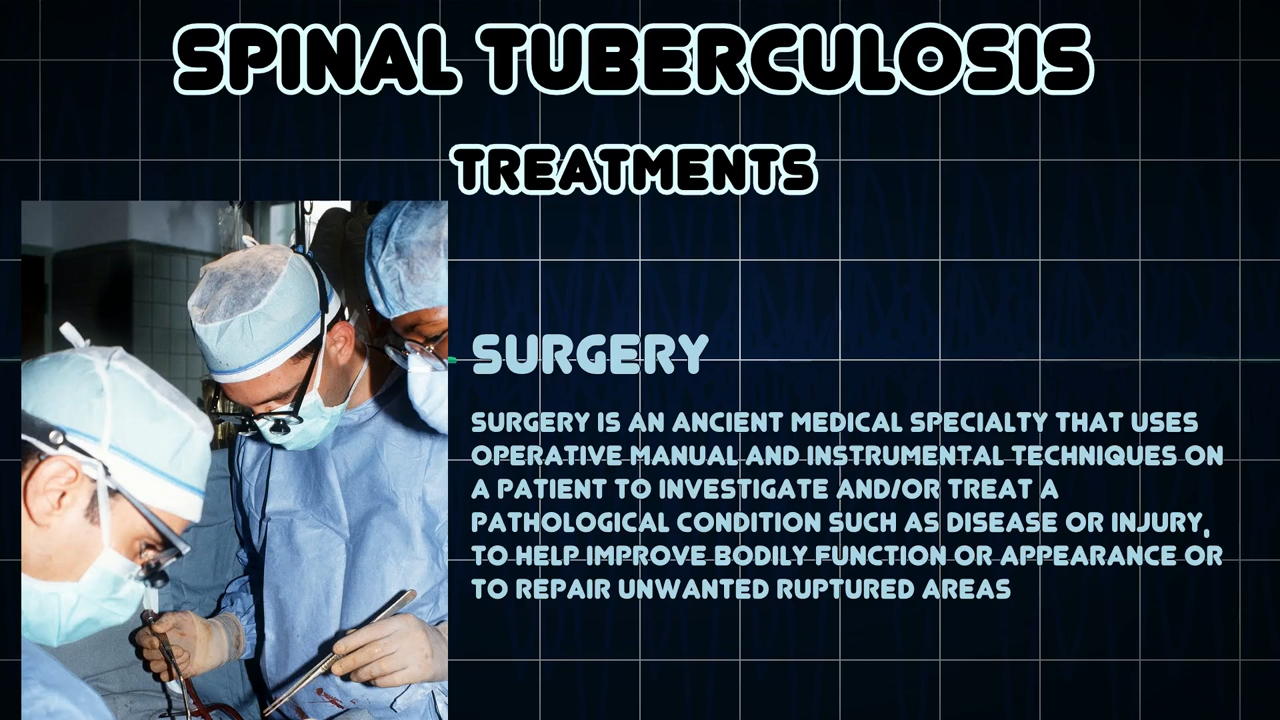 SPINAL TUBERCULOSIS
TREATMENTS
SURGERY
SURGERY IS AN ANCIENT MEDICAL SPECIALTY THAT USES
OPERATIVE MANUAL AND INSTRUMENTAL TECHNIQUES ON
A PATIENT TO INVESTIGATE AND/OR TREAT A
PATHOLOGICAL CONDITION SUCH AS DISEASE OR INJURY,
TO HELP IMPROVE BODILY FUNCTION OR APPEARANCE OR
TO REPAIR UNWANTED RUPTURED AREAS